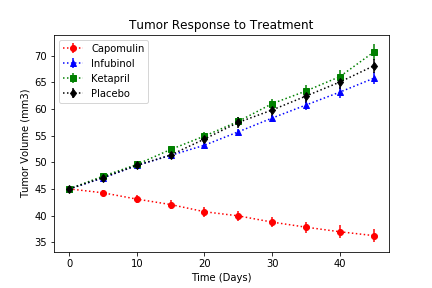 Tumor Response to Treatment
Capomulin
Infubinol
Ketapril
Placebo
Tumor Volume (mm3)
70
65
60
55
50
45
40
35
0
10
20
30
40
Time (Days)